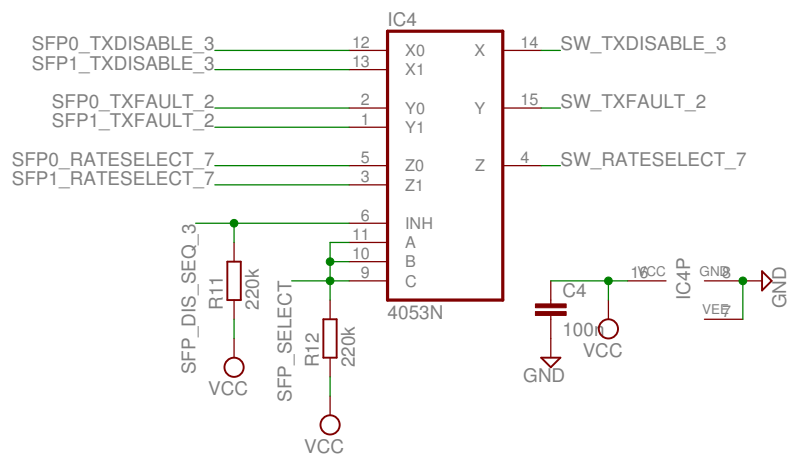 IC4
SFP0_TXDISABLE_3 12 X0 X 14 SW_TXDISABLE_3
SFP1_TXDISABLE_3 13 X1
SFP0_TXFAULT_2 2 Y0 Y 15 SW_TXFAULT_2
SFP1_TXFAULT_2 1 Y1
SFP0_RATESELECT_7 5 Z0 Z 4 SW_RATESELECT_7
SFP1_RATESELECT_7 3 Z1
6 INH
11 A
10 B
9 C
4053N
SFP_DIS_SEQ_3
R11
220k
VCC
SFP_SELECT
R12
220k
VCC
C4
100n
GND
VCC
16 VCC
IC4P
GND 8
VEE 7
GND